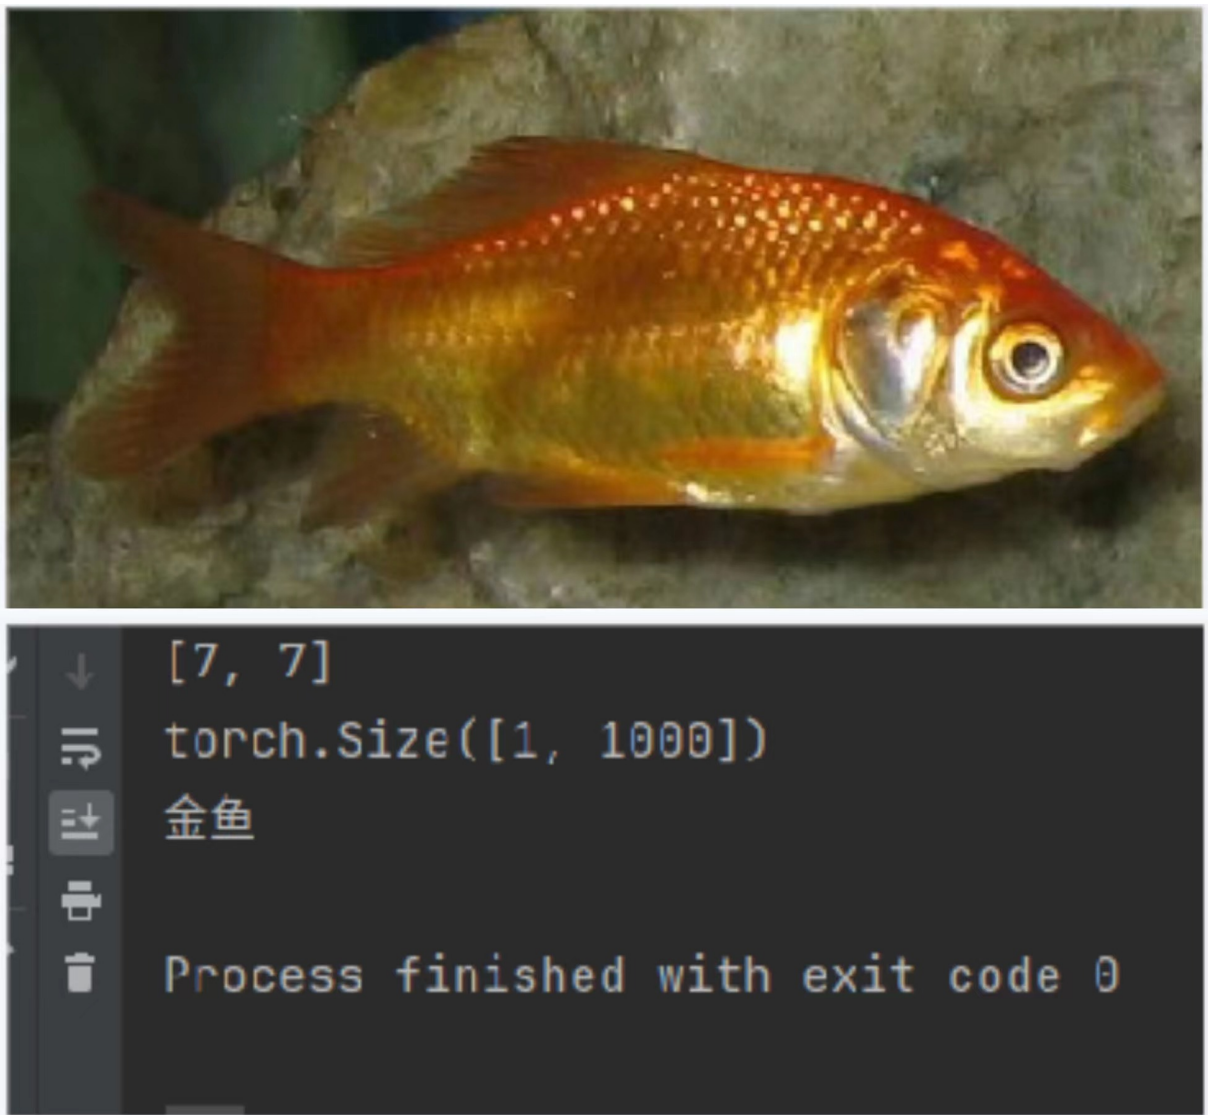 [7, 7]
torch.Size([1, 1000])
金鱼
Process finished with exit code 0